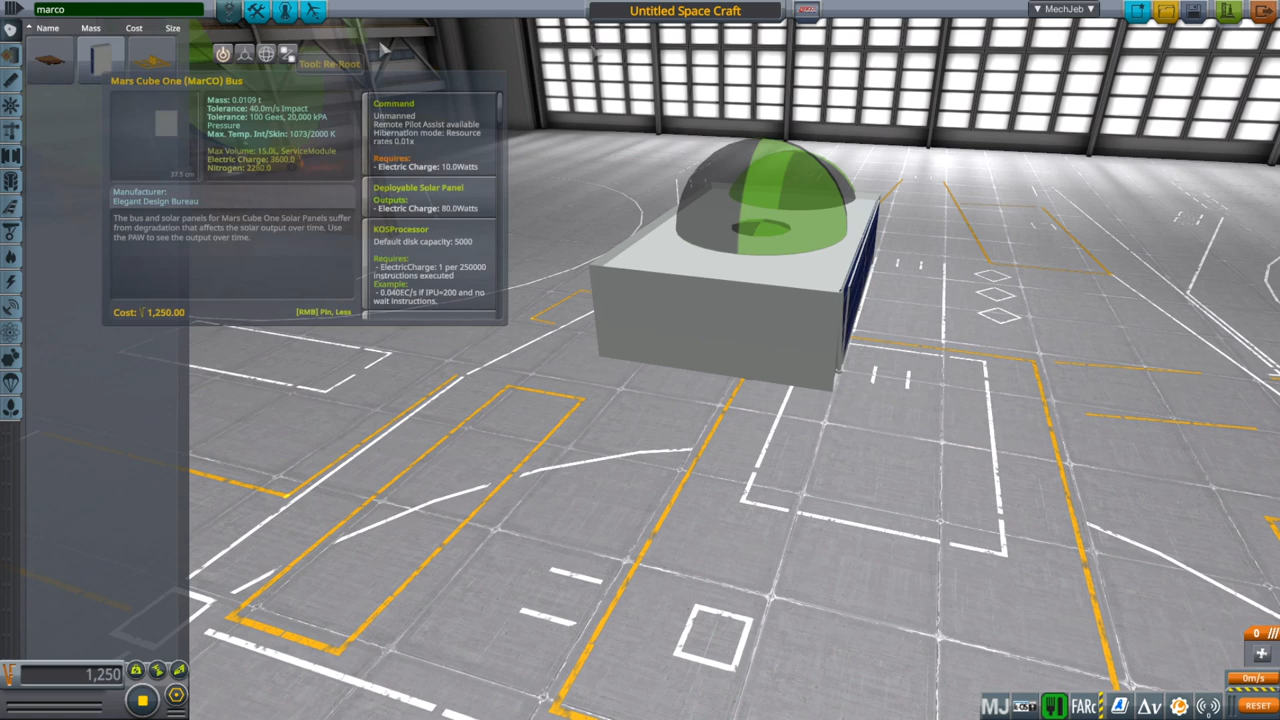 marco
Untitled Space Craft
▼ MechJeb ▼
Name Mass Cost Size
Tool: Re-Root
Mars Cube One (MarCO) Bus
Mass: 0.0109 t
Tolerance: 40.0m/s Impact
Tolerance: 100 Gees, 20,000 kPA
Pressure
Max. Temp. Int/Skin: 1073/2000 K
Max Volume: 15.0L, ServiceModule
Electric Charge: 3600.0
Nitrogen: 2280.0
37.5 cm
Manufacturer:
Elegant Design Bureau
The bus and solar panels for Mars Cube One Solar Panels suffer
from degradation that affects the solar output over time. Use
the PAW to see the output over time.
Cost: 1,250.00
[RMB] Pin, Less
Command
Unmanned
Remote Pilot Assist available
Hibernation mode: Resource
rates 0.01x
Requires:
- Electric Charge: 10.0Watts
Deployable Solar Panel
Outputs:
- Electric Charge: 80.0Watts
KOSProcessor
Default disk capacity: 5000
Requires:
- ElectricCharge: 1 per 250000
instructions executed
Example:
- 0.040EC/s if IPU=200 and no
wait instructions.
1,250
0
0m/s
MJ FARc Δv RESET